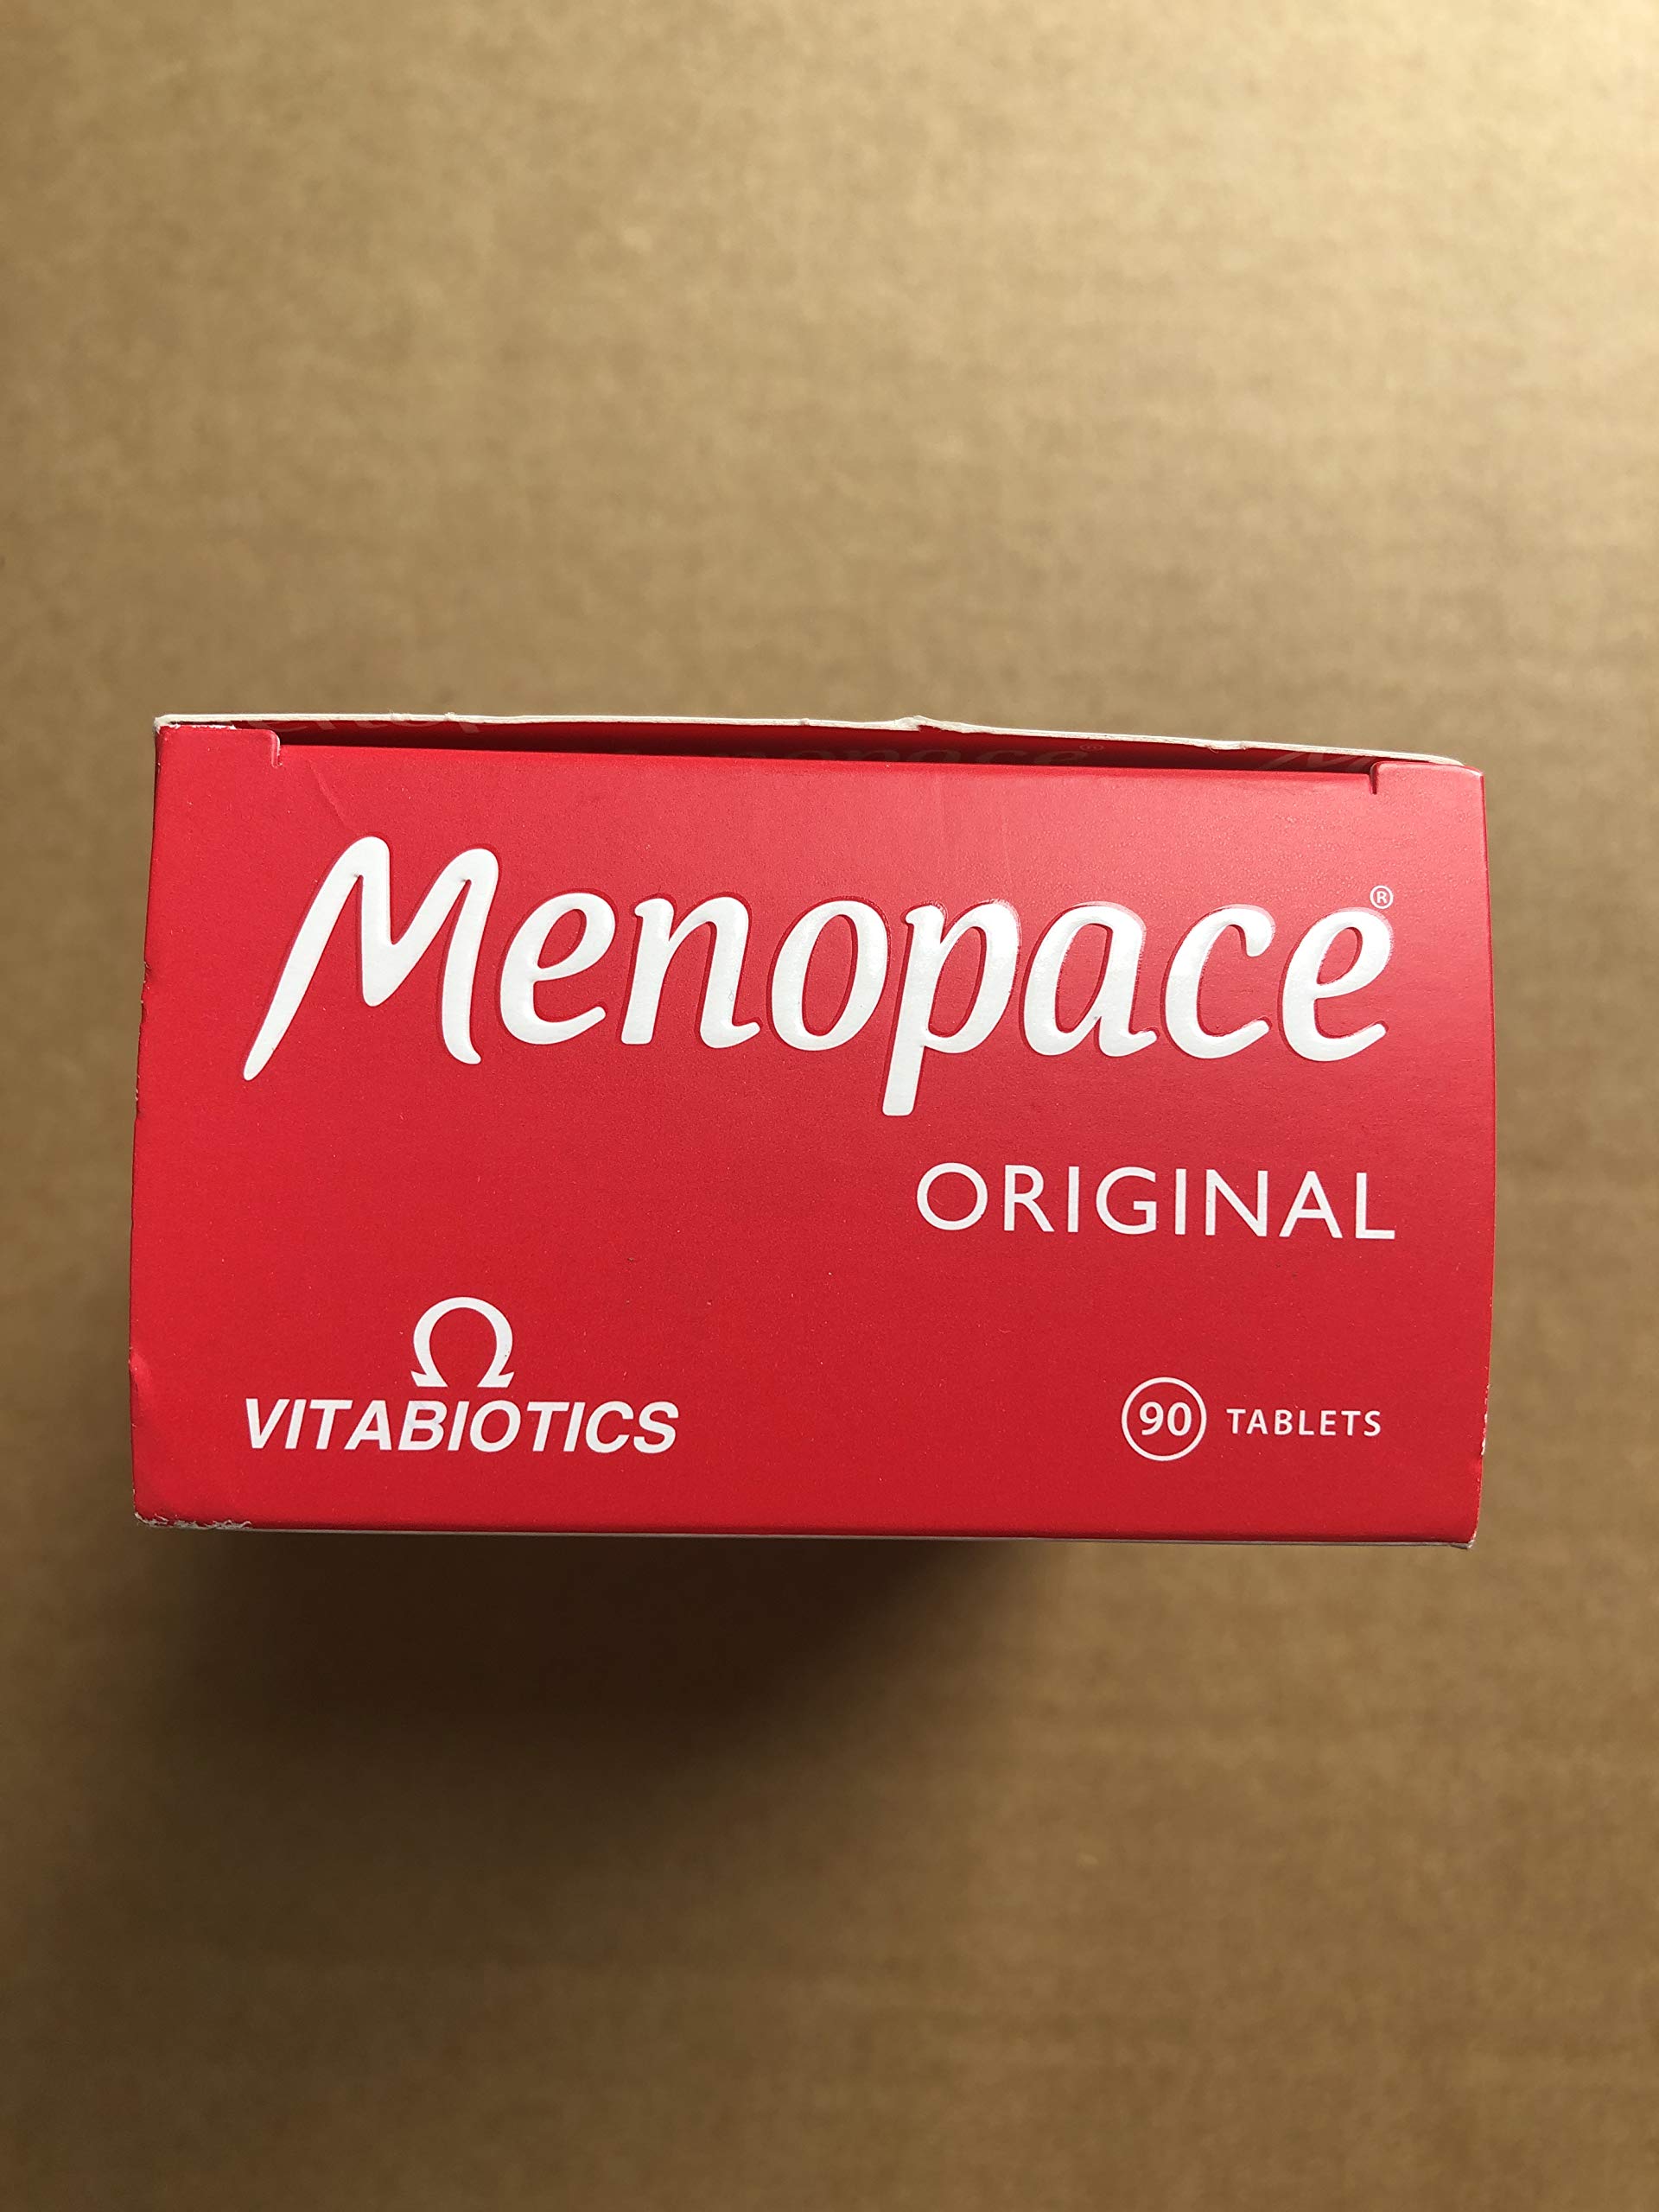 Menopace®
ORIGINAL
Ω
VITABIOTICS
90 TABLETS